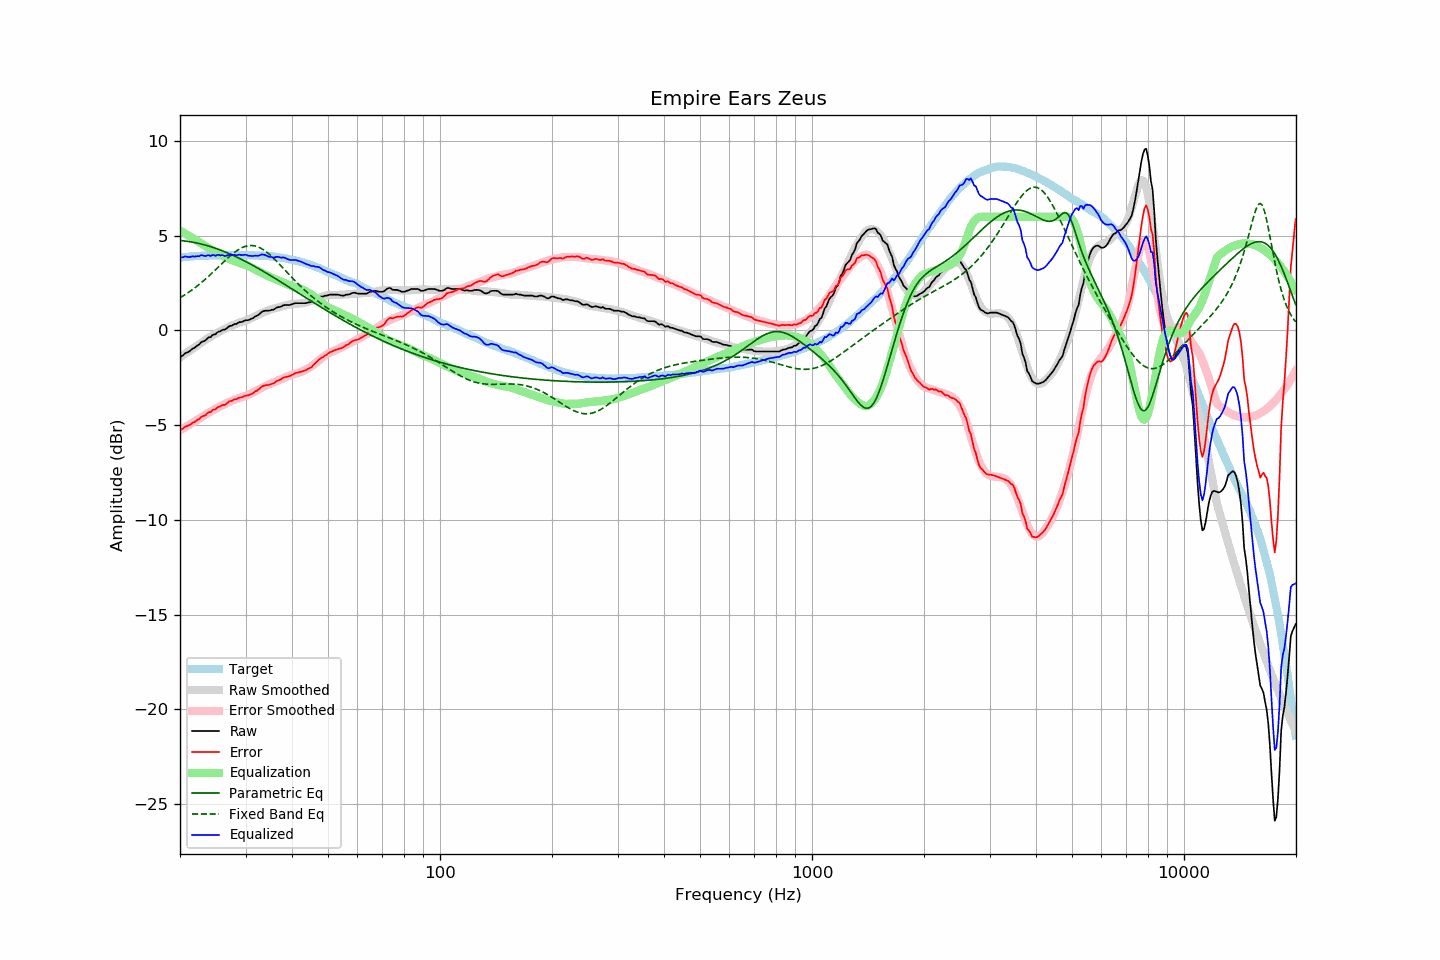 Empire Ears Zeus
10
5
0
−5
−10
−15
−20
−25
Amplitude (dBr)
Target
Raw Smoothed
Error Smoothed
Raw
Error
Equalization
Parametric Eq
Fixed Band Eq
Equalized
100
1000
10000
Frequency (Hz)